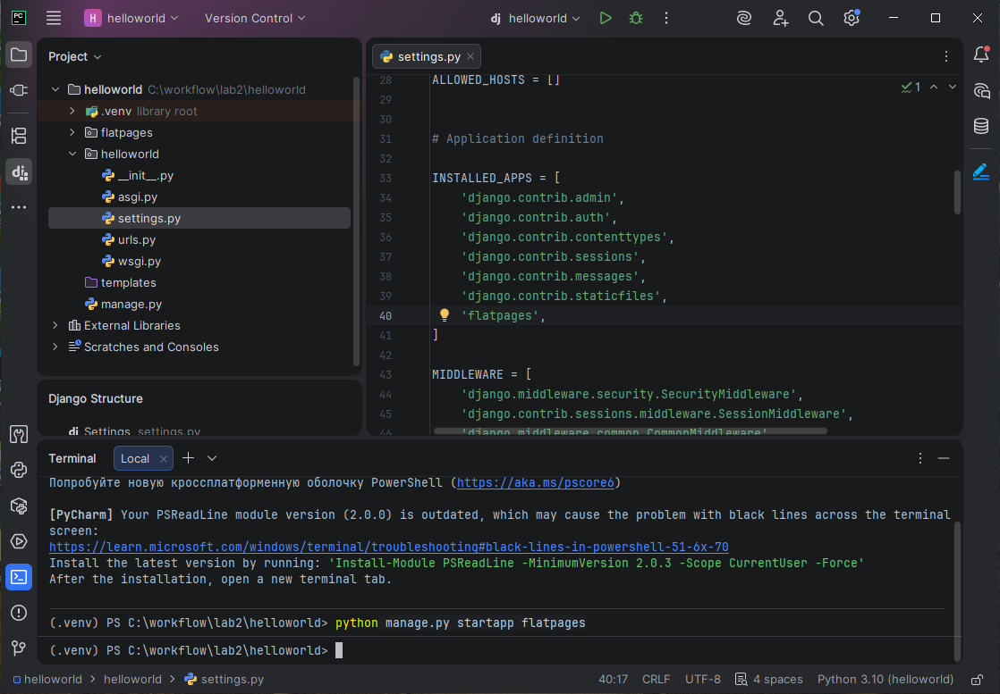 PC H helloworld Version Control dj helloworld
Project
helloworld C:\workflow\lab2\helloworld
.venv library root
flatpages
helloworld
__init__.py
asgi.py
settings.py
urls.py
wsgi.py
templates
manage.py
External Libraries
Scratches and Consoles
Django Structure
dj Settings settings.py
settings.py
1
28 ALLOWED_HOSTS = []
29
30
31 # Application definition
32
33 INSTALLED_APPS = [
34 'django.contrib.admin',
35 'django.contrib.auth',
36 'django.contrib.contenttypes',
37 'django.contrib.sessions',
38 'django.contrib.messages',
39 'django.contrib.staticfiles',
40 'flatpages',
41 ]
42
43 MIDDLEWARE = [
44 'django.middleware.security.SecurityMiddleware',
45 'django.contrib.sessions.middleware.SessionMiddleware',
46 'django.middleware.common.CommonMiddleware'
Terminal Local
Попробуйте новую кроссплатформенную оболочку PowerShell (https://aka.ms/pscore6)
[PyCharm] Your PSReadLine module version (2.0.0) is outdated, which may cause the problem with black lines across the terminal
screen:
https://learn.microsoft.com/windows/terminal/troubleshooting#black-lines-in-powershell-51-6x-70
Install the latest version by running: 'Install-Module PSReadLine -MinimumVersion 2.0.3 -Scope CurrentUser -Force'
After the installation, open a new terminal tab.
(.venv) PS C:\workflow\lab2\helloworld> python manage.py startapp flatpages
(.venv) PS C:\workflow\lab2\helloworld>
helloworld helloworld settings.py 40:17 CRLF UTF-8 4 spaces Python 3.10 (helloworld)